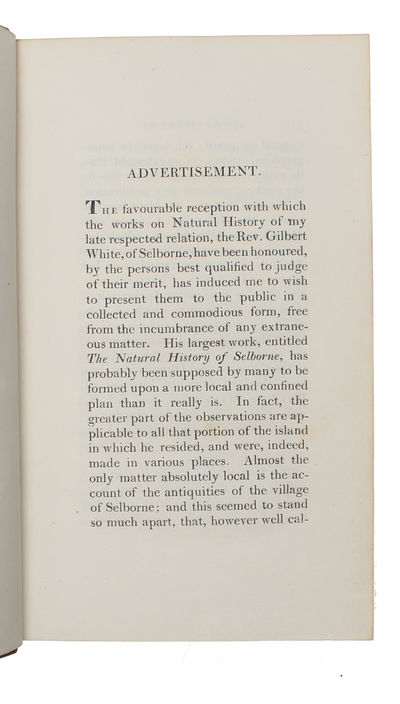 ADVERTISEMENT.
THE favourable reception with which
the works on Natural History of my
late respected relation, the Rev. Gilbert
White, of Selborne, have been honoured,
by the persons best qualified to judge
of their merit, has induced me to wish
to present them to the public in a
collected and commodious form, free
from the incumbrance of any extrane-
ous matter. His largest work, entitled
The Natural History of Selborne, has
probably been supposed by many to be
formed upon a more local and confined
plan than it really is. In fact, the
greater part of the observations are ap-
plicable to all that portion of the island
in which he resided, and were, indeed,
made in various places. Almost the
only matter absolutely local is the ac-
count of the antiquities of the village
of Selborne; and this seemed to stand
so much apart, that, however well cal-